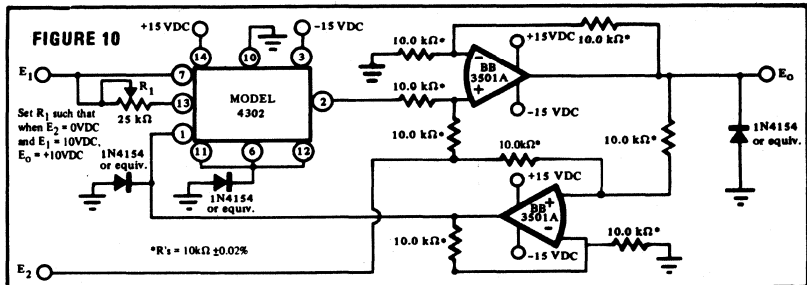 FIGURE 10
+15 VDC
-15 VDC
14
10
3
E1
7
R1
13
25 kΩ
MODEL
4302
2
1
11
6
12
Set R1 such that
when E2 = 0VDC
and E1 = 10VDC,
E0 = +10VDC
1N4154
or equiv.
1N4154
or equiv.
10.0 kΩ*
10.0 kΩ*
+15VDC
10.0 kΩ*
BB
3501A
-
+
-15 VDC
E0
10.0 kΩ*
10.0kΩ*
10.0 kΩ*
1N4154
or equiv.
+15 VDC
BB
3501A
+
-
-15 VDC
10.0 kΩ*
10.0 kΩ*
*R's = 10kΩ ±0.02%
E2